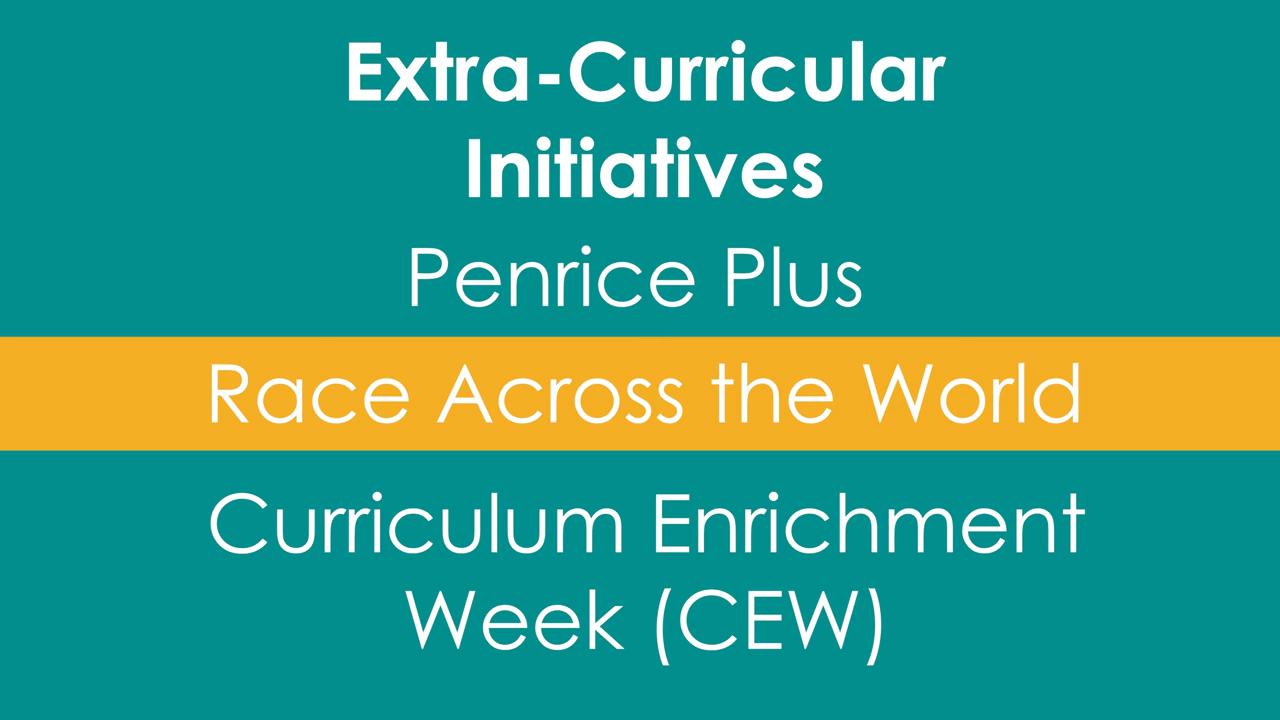 Extra-Curricular
Initiatives
Penrice Plus
Race Across the World
Curriculum Enrichment
Week (CEW)